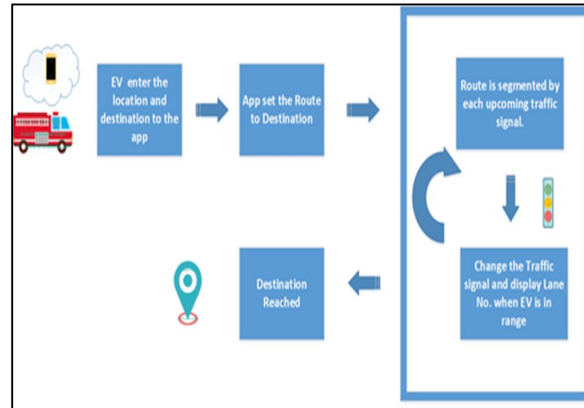 EV enter the
location and
destination to the
app
App set the Route
to Destination
Route is segmented by
each upcoming traffic
signal.
Change the Traffic
signal and display Lane
No. when EV is in
range
Destination
Reached